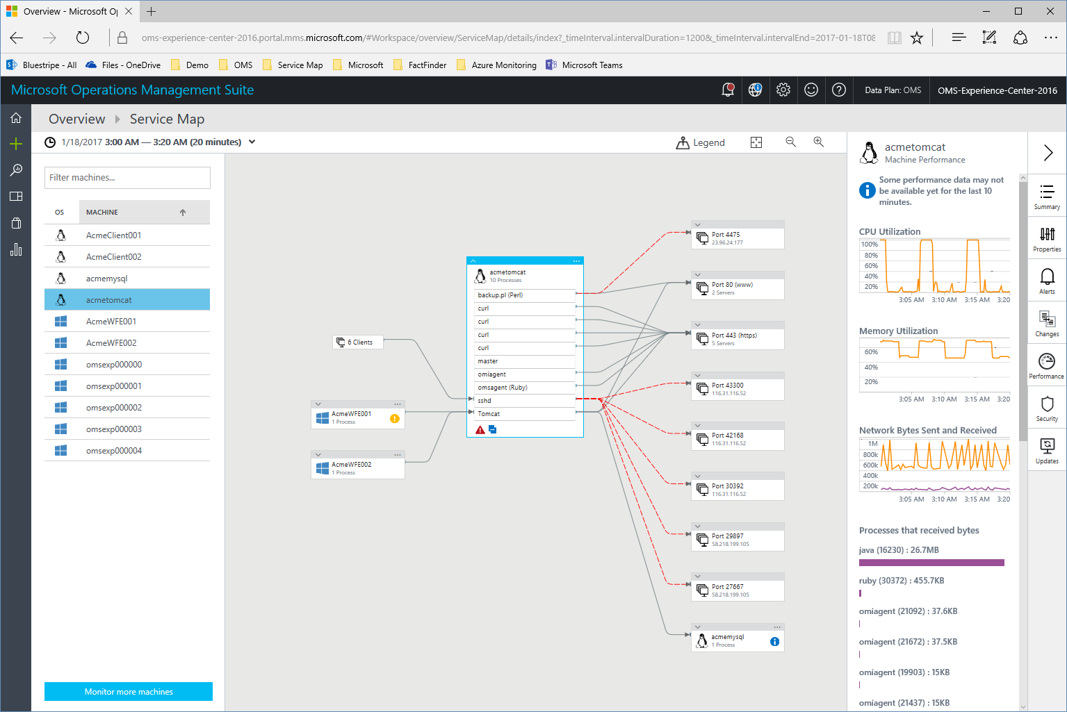 Overview - Microsoft O
oms-experience-center-2016.portal.mms.microsoft.com/#Workspace/overview/ServiceMap/details/index?_timeInterval.intervalDuration=1200&_timeInterval.intervalEnd=2017-01-18T08
Bluestripe - All
Files - OneDrive
Demo
OMS
Service Map
Microsoft
FactFinder
Azure Monitoring
Microsoft Teams
Microsoft Operations Management Suite
Data Plan: OMS
OMS-Experience-Center-2016
Overview
Service Map
1/18/2017 3:00 AM — 3:20 AM (20 minutes)
Legend
Filter machines...
OS MACHINE
AcmeClient001
AcmeClient002
acmemysql
acmetomcat
AcmeWFE001
AcmeWFE002
omsexp000000
omsexp000001
omsexp000002
omsexp000003
omsexp000004
Monitor more machines
6 Clients
AcmeWFE001
1 Process
AcmeWFE002
1 Process
acmetomcat
10 Processes
backup.pl (Perl)
curl
curl
curl
curl
master
omiagent
omsagent (Ruby)
sshd
Tomcat
Port 4475
23.96.24.177
Port 80 (www)
2 Servers
Port 443 (https)
5 Servers
Port 43300
116.31.116.52
Port 42168
116.31.116.52
Port 30392
116.31.116.52
Port 29897
58.218.199.105
Port 27667
58.218.199.105
acmemysql
1 Process
acmetomcat
Machine Performance
Some performance data may not
be available yet for the last 10
minutes.
CPU Utilization
100%
80%
60%
40%
20%
3:05 AM 3:10 AM 3:15 AM 3:20
Memory Utilization
60%
40%
20%
3:05 AM 3:10 AM 3:15 AM 3:20
Network Bytes Sent and Received
1M
800k
600k
400k
200k
3:05 AM 3:10 AM 3:15 AM 3:20
Processes that received bytes
java (16230) : 26.7MB
ruby (30372) : 455.7KB
omiagent (21092) : 37.6KB
omiagent (21672) : 37.5KB
omiagent (19903) : 15KB
omiagent (21437) : 15KB
Summary
Properties
Alerts
Changes
Performance
Security
Updates